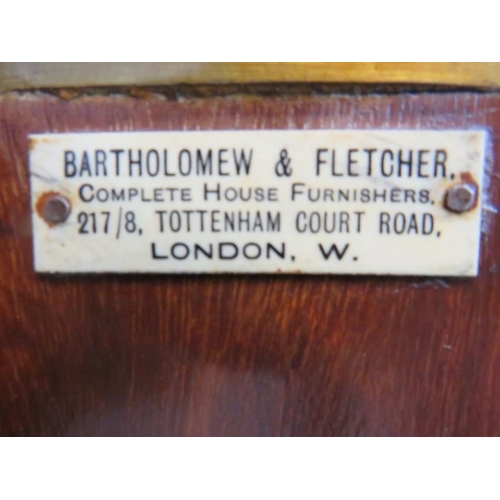 BARTHOLOMEW & FLETCHER,
COMPLETE HOUSE FURNISHERS,
217/8, TOTTENHAM COURT ROAD,
LONDON, W.